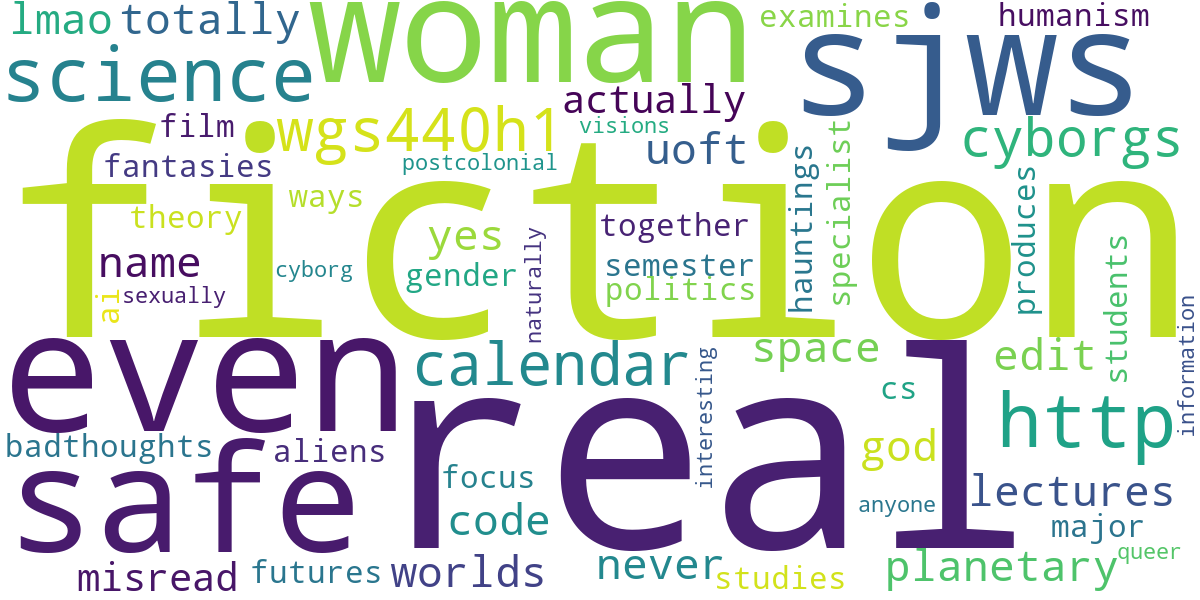 lmao
totally
woman
examines
humanism
science
sjws
actually
film
wgs440h1
visions
uoft
cyborgs
fantasies
postcolonial
fiction
ways
theory
yes
together
hauntings
specialist
produces
name
cyborg
gender
naturally
semester
politics
students
ai
sexually
information
even
calendar
interesting
space
edit
real
cs
http
badthoughts
aliens
god
safe
focus
code
anyone
lectures
major
misread
futures
worlds
never
studies
planetary
queer